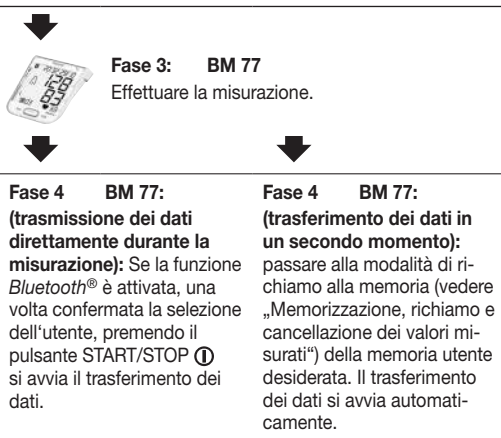 Fase 3: BM 77
Effettuare la misurazione.
Fase 4 BM 77:
(trasmissione dei dati
direttamente durante la
misurazione): Se la funzione
Bluetooth® è attivata, una
volta confermata la selezione
dell'utente, premendo il
pulsante START/STOP
si avvia il trasferimento dei
dati.
Fase 4 BM 77:
(trasferimento dei dati in
un secondo momento):
passare alla modalità di ri-
chiamo alla memoria (vedere
„Memorizzazione, richiamo e
cancellazione dei valori mi-
surati“) della memoria utente
desiderata. Il trasferimento
dei dati si avvia automati-
camente.